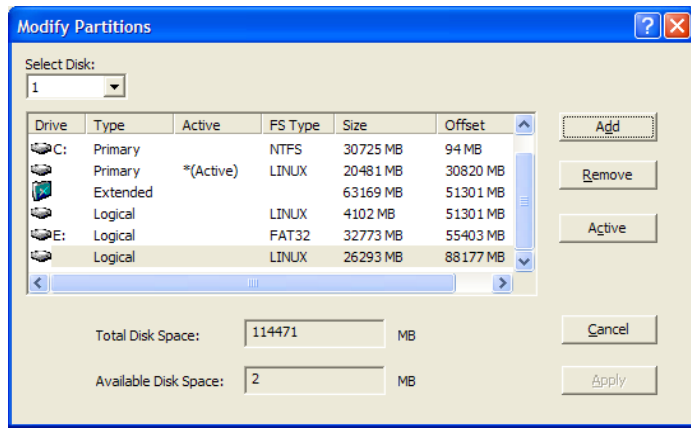 Modify Partitions
Select Disk:
1
Drive Type Active FS Type Size Offset
C: Primary NTFS 30725 MB 94 MB
Primary *(Active) LINUX 20481 MB 30820 MB
Extended 63169 MB 51301 MB
Logical LINUX 4102 MB 51301 MB
E: Logical FAT32 32773 MB 55403 MB
Logical LINUX 26293 MB 88177 MB
Add
Remove
Active
Total Disk Space: 114471 MB
Cancel
Available Disk Space: 2 MB
Apply